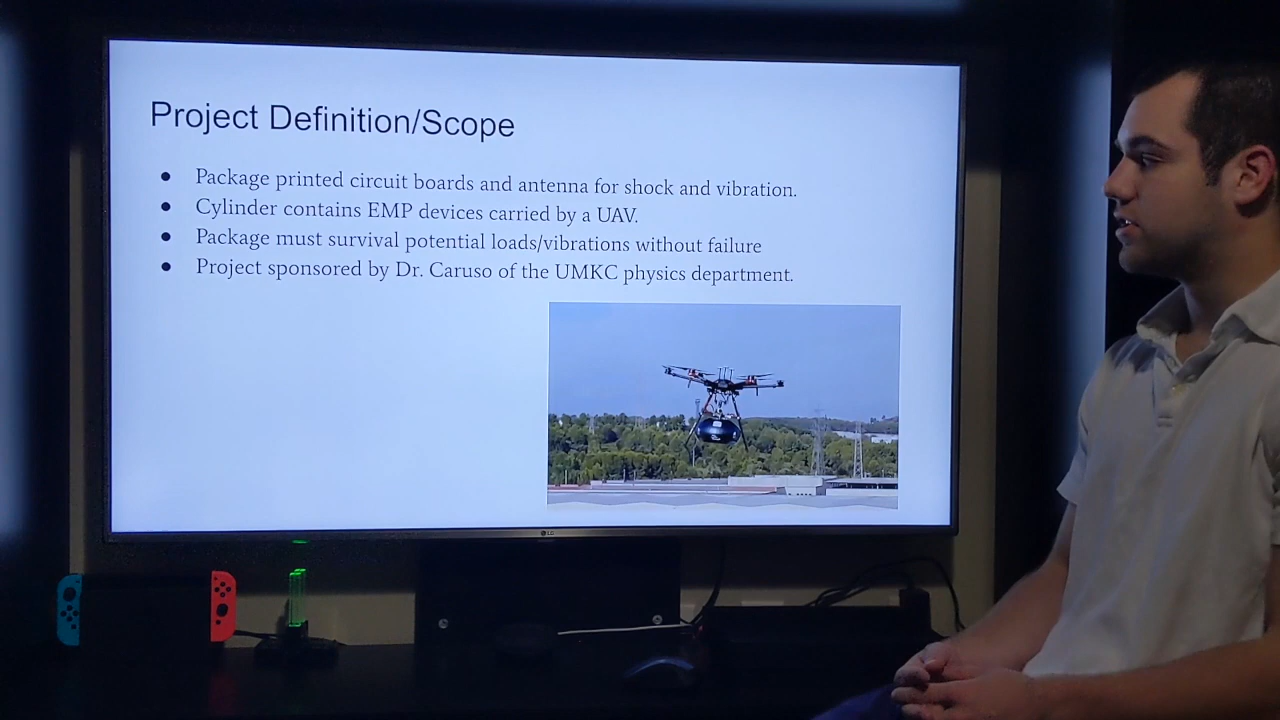 Project Definition/Scope
● Package printed circuit boards and antenna for shock and vibration.
● Cylinder contains EMP devices carried by a UAV.
● Package must survival potential loads/vibrations without failure
● Project sponsored by Dr. Caruso of the UMKC physics department.
LG